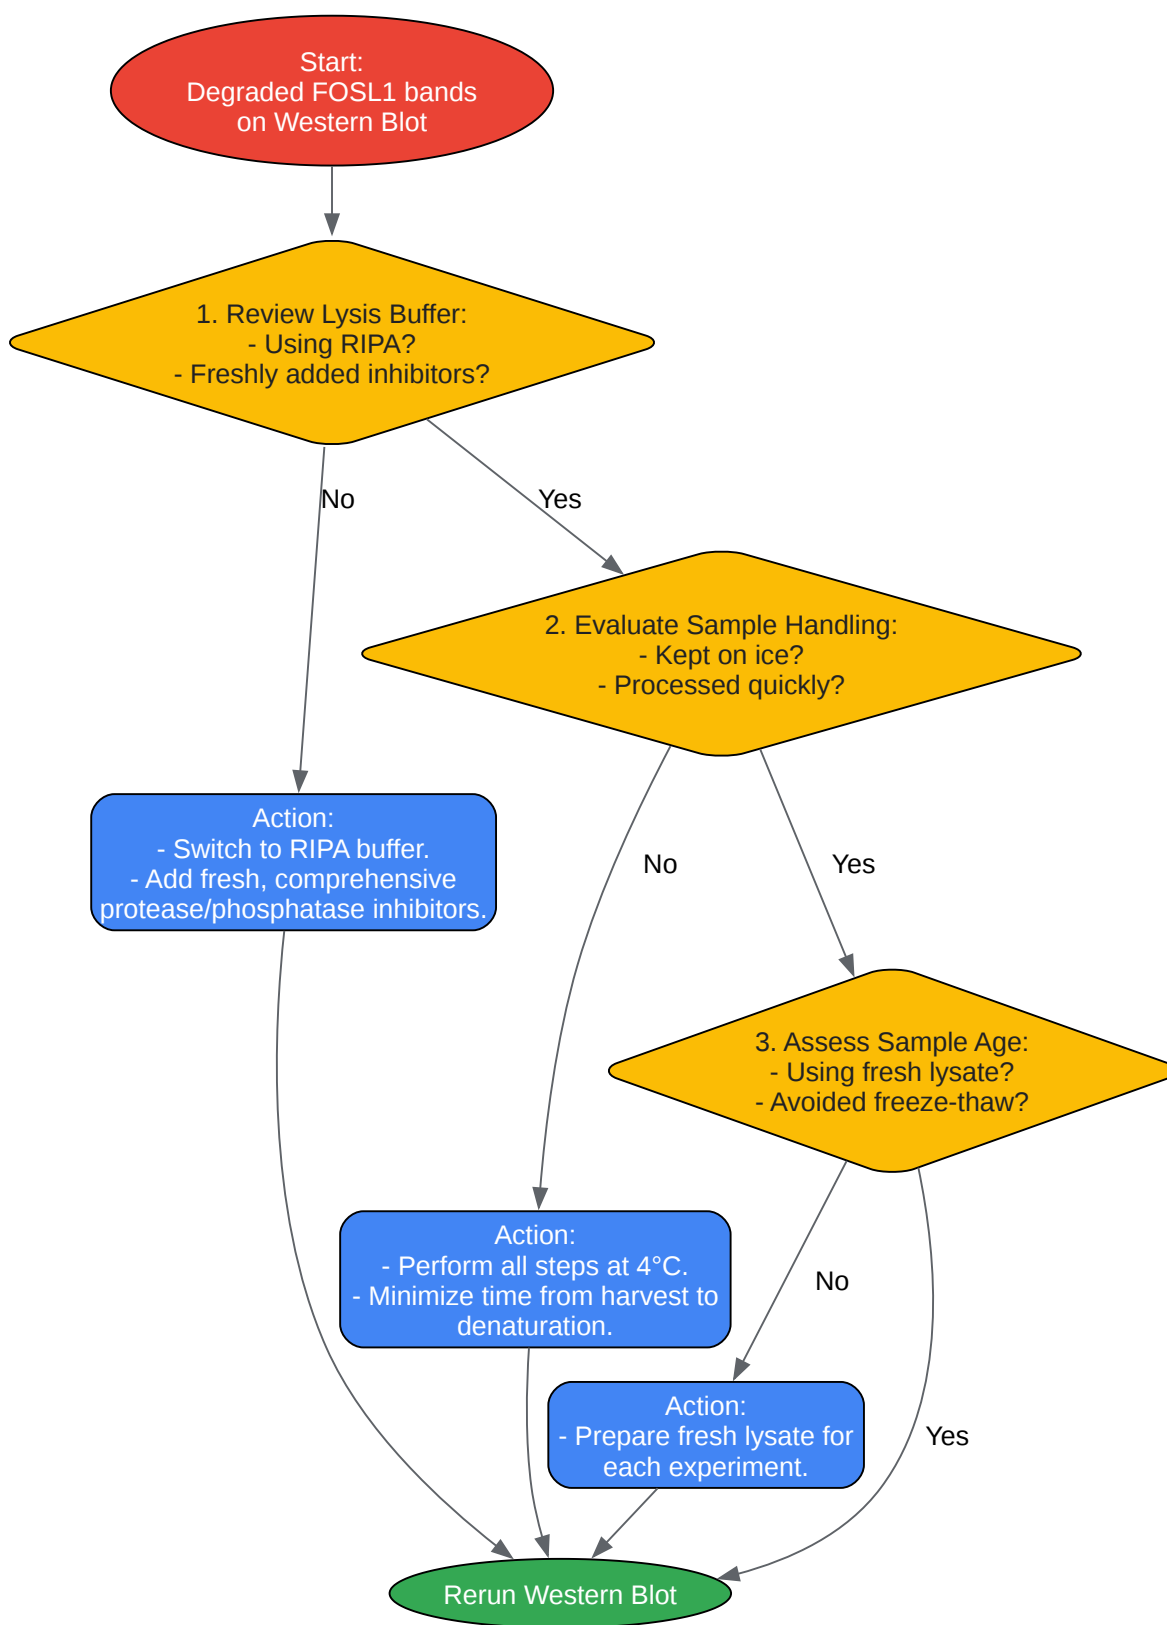 Start:
Degraded FOSL1 bands
on Western Blot
1. Review Lysis Buffer:
- Using RIPA?
- Freshly added inhibitors?
No
Yes
2. Evaluate Sample Handling:
- Kept on ice?
- Processed quickly?
Action:
- Switch to RIPA buffer.
- Add fresh, comprehensive
protease/phosphatase inhibitors.
No
Yes
3. Assess Sample Age:
- Using fresh lysate?
- Avoided freeze-thaw?
Action:
- Perform all steps at 4°C.
- Minimize time from harvest to
denaturation.
No
Action:
- Prepare fresh lysate for
each experiment.
Yes
Rerun Western Blot